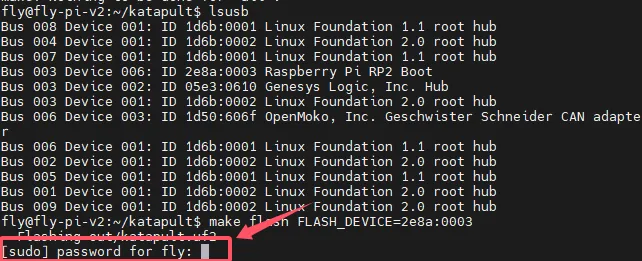 fly@fly-pi-v2:~/katapult$ lsusb
Bus 008 Device 001: ID 1d6b:0001 Linux Foundation 1.1 root hub
Bus 004 Device 001: ID 1d6b:0002 Linux Foundation 2.0 root hub
Bus 007 Device 001: ID 1d6b:0001 Linux Foundation 1.1 root hub
Bus 003 Device 006: ID 2e8a:0003 Raspberry Pi RP2 Boot
Bus 003 Device 002: ID 05e3:0610 Genesys Logic, Inc. Hub
Bus 003 Device 001: ID 1d6b:0002 Linux Foundation 2.0 root hub
Bus 006 Device 003: ID 1d50:606f OpenMoko, Inc. Geschwister Schneider CAN adapte
r
Bus 006 Device 001: ID 1d6b:0001 Linux Foundation 1.1 root hub
Bus 002 Device 001: ID 1d6b:0002 Linux Foundation 2.0 root hub
Bus 005 Device 001: ID 1d6b:0001 Linux Foundation 1.1 root hub
Bus 001 Device 001: ID 1d6b:0002 Linux Foundation 2.0 root hub
Bus 009 Device 001: ID 1d6b:0002 Linux Foundation 2.0 root hub
fly@fly-pi-v2:~/katapult$ make flash FLASH_DEVICE=2e8a:0003
Flashing out/katapult.uf2
[sudo] password for fly: